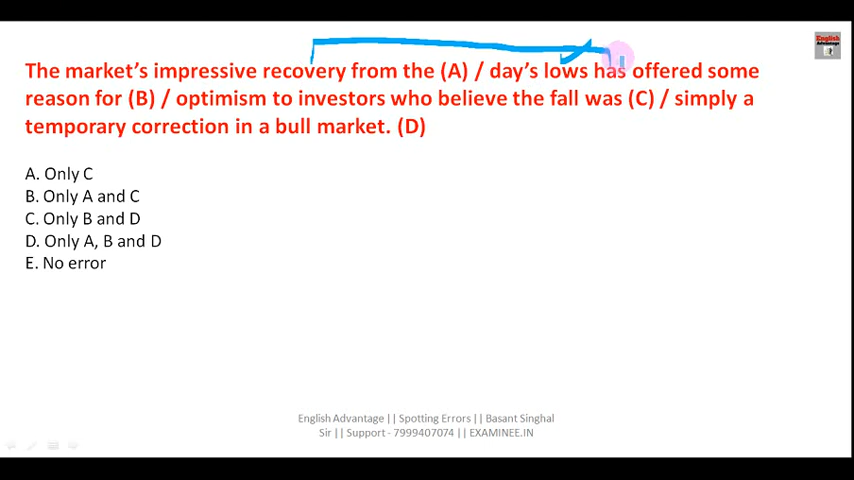 English
Advantage
The market's impressive recovery from the (A) / day's lows has offered some
reason for (B) / optimism to investors who believe the fall was (C) / simply a
temporary correction in a bull market. (D)
A. Only C
B. Only A and C
C. Only B and D
D. Only A, B and D
E. No error
English Advantage || Spotting Errors || Basant Singhal
Sir || Support - 7999407074 || EXAMINEE.IN